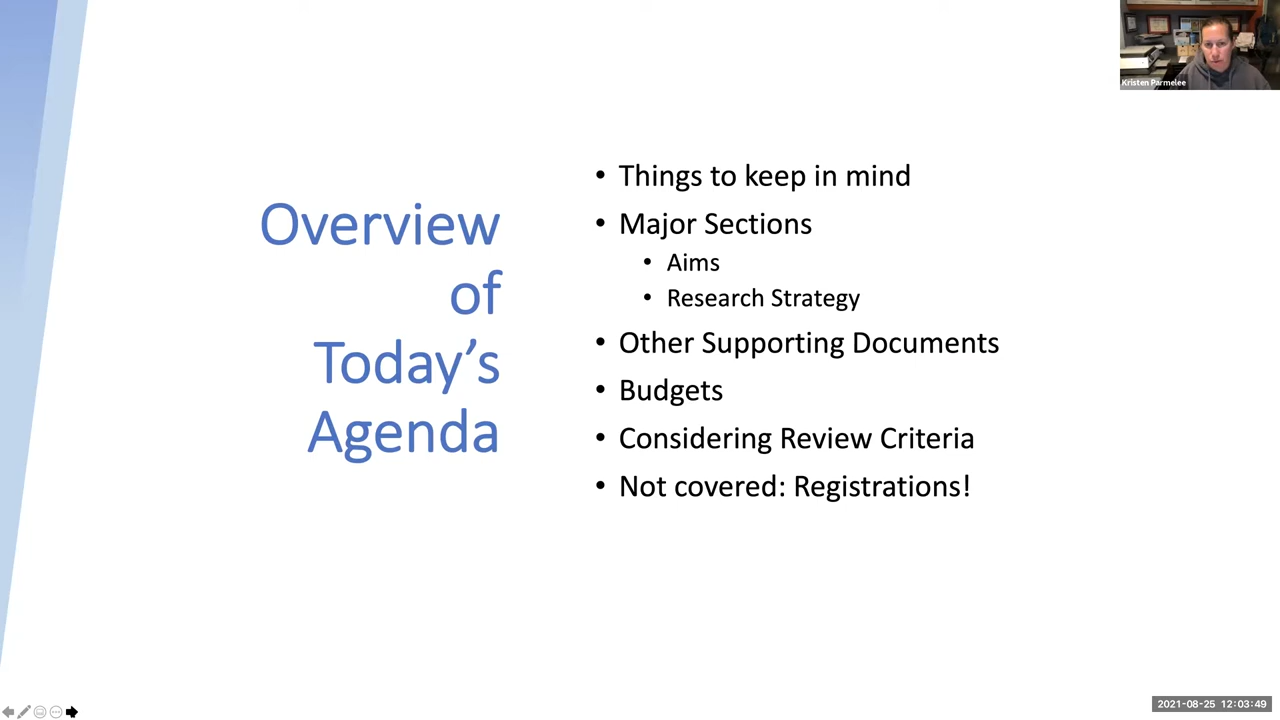 Kristen Parmelee
Overview
of
Today’s
Agenda
• Things to keep in mind
• Major Sections
• Aims
• Research Strategy
• Other Supporting Documents
• Budgets
• Considering Review Criteria
• Not covered: Registrations!
2021-08-25 12:03:49